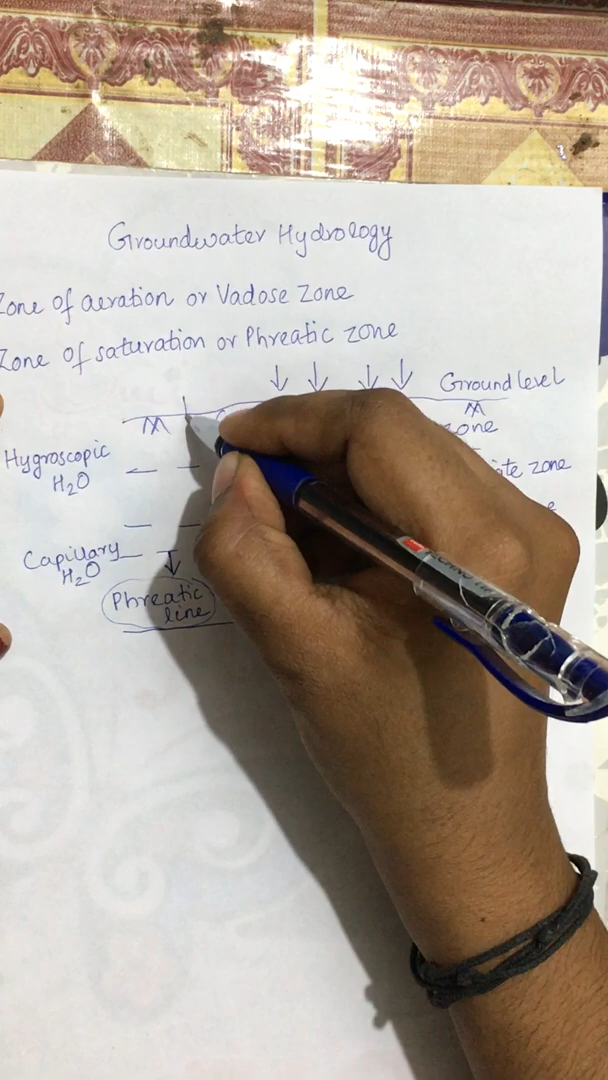 Groundwater Hydrology
Zone of aeration or Vadose Zone
Zone of saturation or Phreatic zone
Ground level
zone
Hygroscopic
H2O
zone
Capillary
H2O
Phreatic
line